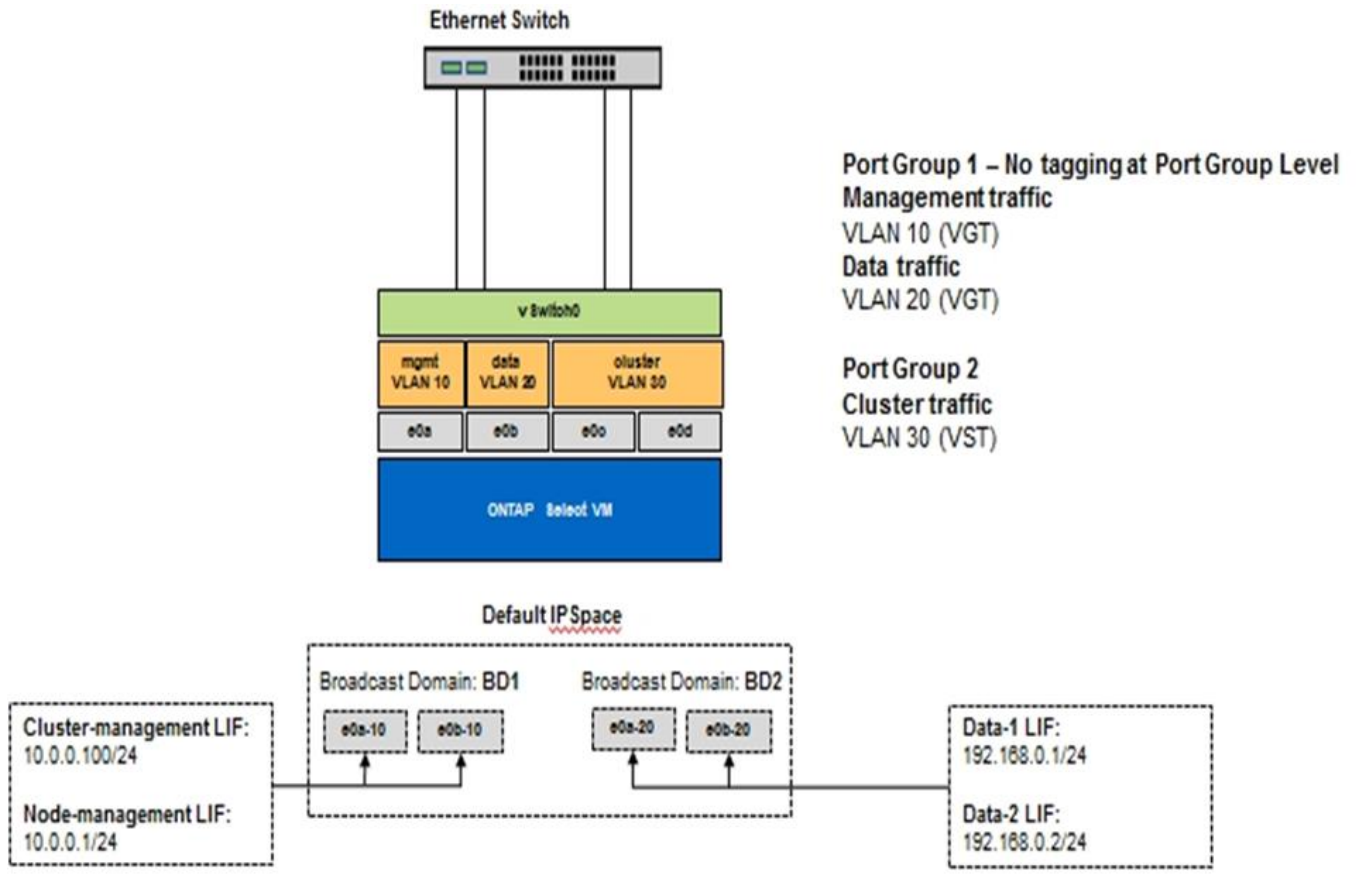 Ethernet Switch
Port Group 1 – No tagging at Port Group Level
Management traffic
VLAN 10 (VGT)
Data traffic
VLAN 20 (VGT)
Port Group 2
Cluster traffic
VLAN 30 (VST)
vSwitch0
mgmt
VLAN 10
data
VLAN 20
cluster
VLAN 30
e0a
e0b
e0c
e0d
ONTAP Select VM
Default IPSpace
Broadcast Domain: BD1
Broadcast Domain: BD2
e0a-10
e0b-10
e0a-20
e0b-20
Cluster-management LIF:
10.0.0.100/24
Node-management LIF:
10.0.0.1/24
Data-1 LIF:
192.168.0.1/24
Data-2 LIF:
192.168.0.2/24